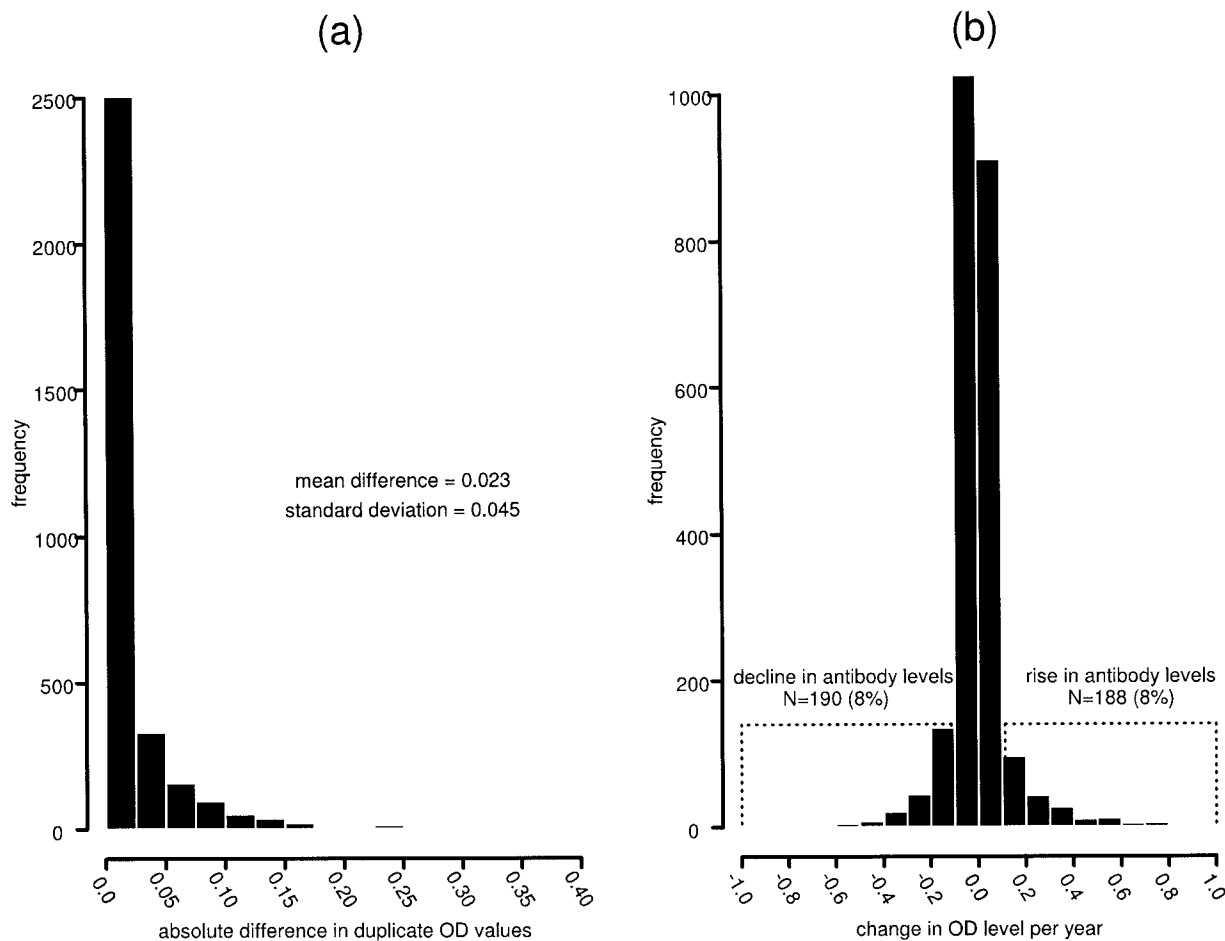 (a)
2500
2000
1500
1000
500
0
frequency
mean difference = 0.023
standard deviation = 0.045
0.0
0.05
0.10
0.15
0.20
0.25
0.30
0.35
0.40
absolute difference in duplicate OD values
(b)
1000
800
600
400
200
0
frequency
decline in antibody levels
N=190 (8%)
rise in antibody levels
N=188 (8%)
-1.0
-0.8
-0.6
-0.4
-0.2
0.0
0.2
0.4
0.6
0.8
1.0
change in OD level per year